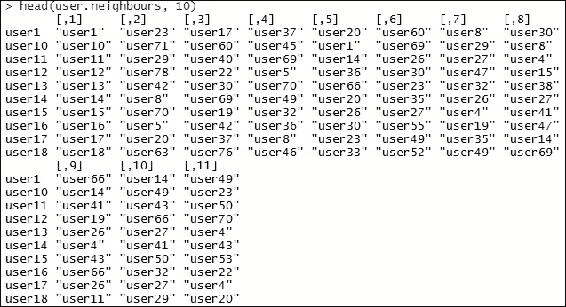 > head(user.neighbours, 10)
[,1] [,2] [,3] [,4] [,5] [,6] [,7] [,8]
user1 "user1" "user23" "user17" "user37" "user20" "user60" "user8" "user30"
user10 "user10" "user71" "user60" "user45" "user1" "user69" "user29" "user8"
user11 "user11" "user29" "user40" "user69" "user14" "user26" "user27" "user4"
user12 "user12" "user78" "user22" "user5" "user36" "user30" "user47" "user15"
user13 "user13" "user42" "user30" "user70" "user66" "user23" "user32" "user38"
user14 "user14" "user8" "user69" "user49" "user20" "user35" "user26" "user27"
user15 "user15" "user70" "user19" "user32" "user26" "user27" "user4" "user41"
user16 "user16" "user5" "user42" "user36" "user30" "user55" "user19" "user47"
user17 "user17" "user20" "user37" "user8" "user23" "user49" "user35" "user14"
user18 "user18" "user63" "user76" "user46" "user33" "user52" "user49" "user69"
[,9] [,10] [,11]
user1 "user66" "user14" "user49"
user10 "user14" "user49" "user23"
user11 "user41" "user43" "user50"
user12 "user19" "user66" "user70"
user13 "user26" "user27" "user4"
user14 "user4" "user41" "user43"
user15 "user43" "user50" "user53"
user16 "user66" "user32" "user22"
user17 "user26" "user27" "user4"
user18 "user11" "user29" "user20"